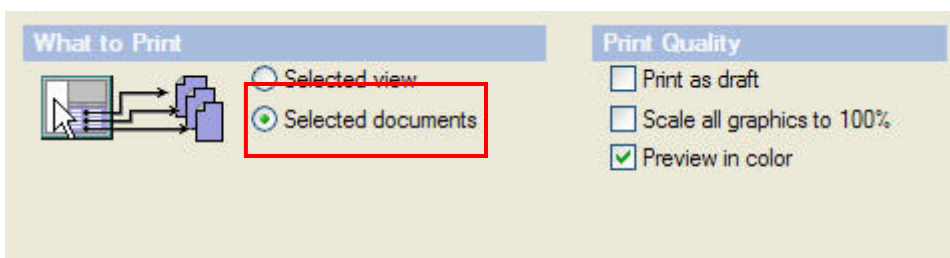 What to Print
Selected view
Selected documents
Print Quality
Print as draft
Scale all graphics to 100%
Preview in color